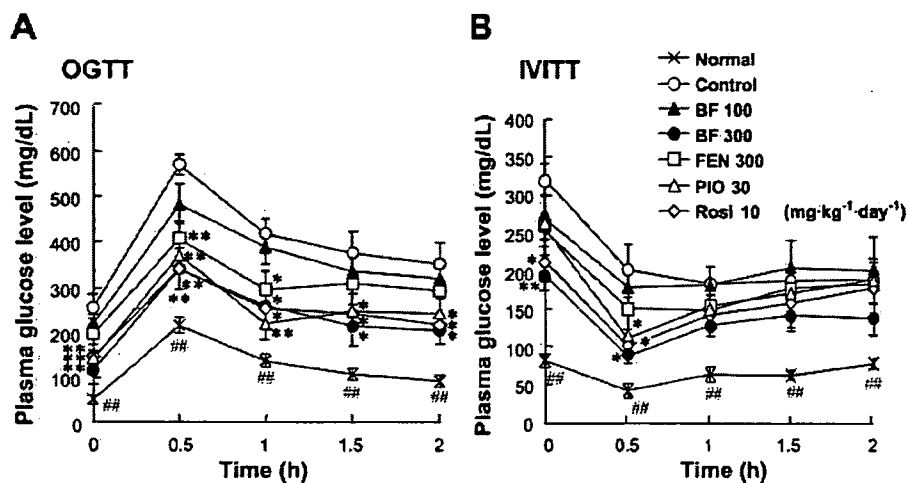 A
OGTT
Plasma glucose level (mg/dL)
700
600
500
400
300
200
100
0
***
***
***
**
**
**
**
*
*
*
**
*
*
*
*
*
*
##
##
##
##
##
0 0.5 1 1.5 2
Time (h)
B
IVITT
Normal
Control
BF 100
BF 300
FEN 300
PIO 30
Rosi 10 (mg·kg⁻¹·day⁻¹)
Plasma glucose level (mg/dL)
400
350
300
250
200
150
100
50
0
*
**
*
*
*
##
##
##
##
##
0 0.5 1 1.5 2
Time (h)